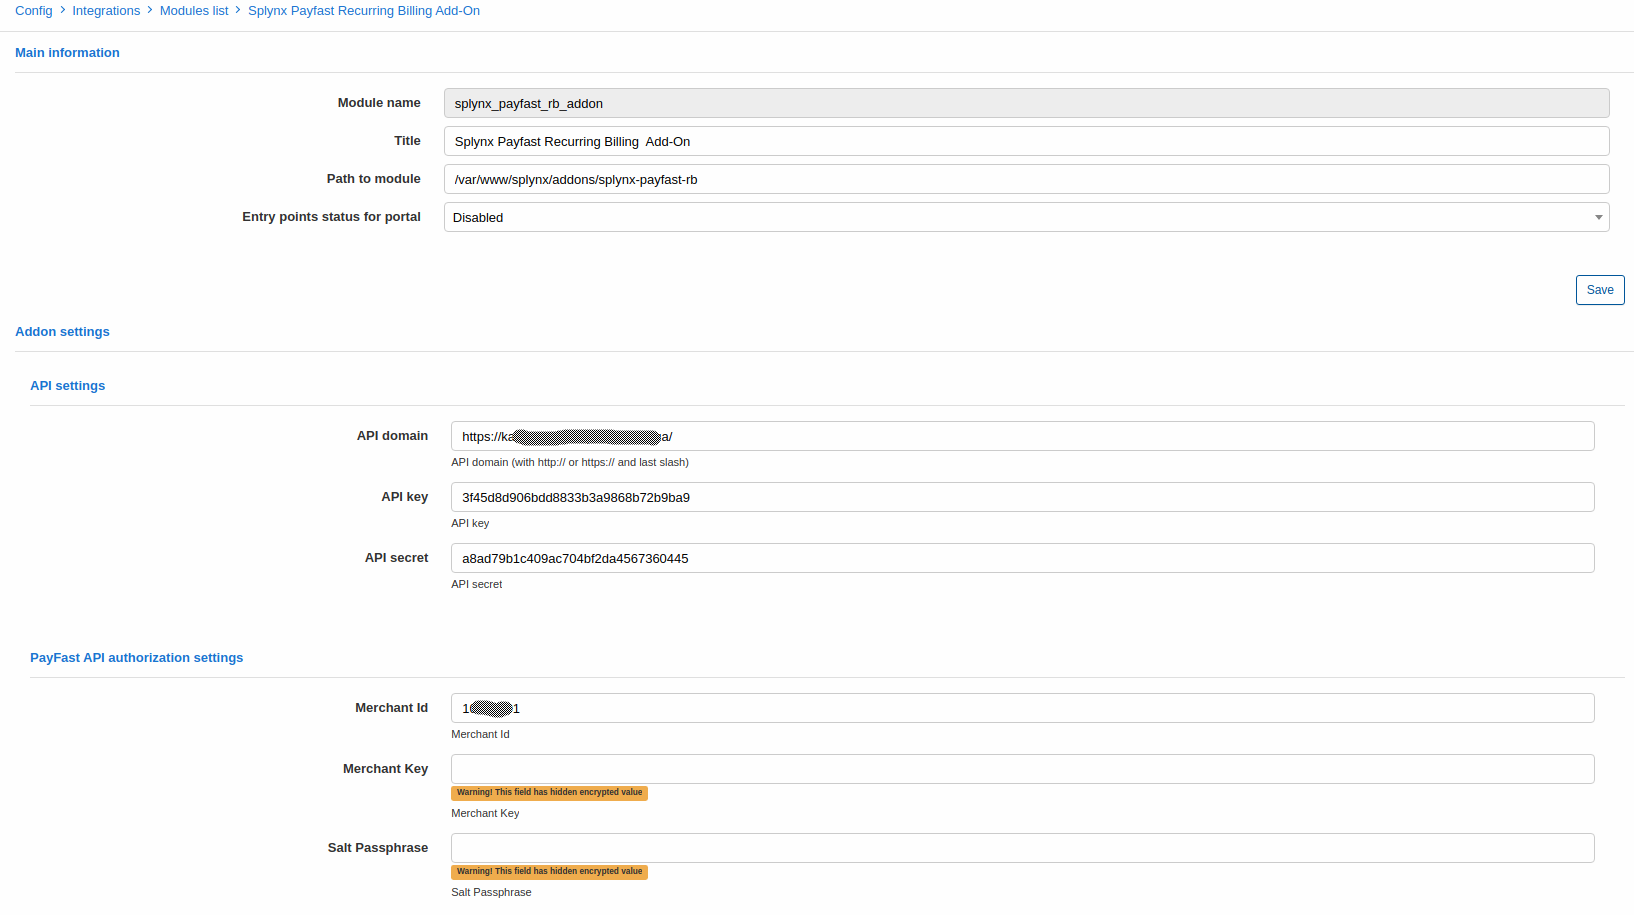 Config > Integrations > Modules list > Splynx Payfast Recurring Billing Add-On
Main information
Module name splynx_payfast_rb_addon
Title Splynx Payfast Recurring Billing  Add-On
Path to module /var/www/splynx/addons/splynx-payfast-rb
Entry points status for portal Disabled
Save
Addon settings
API settings
API domain https://ka a/
API domain (with http:// or https:// and last slash)
API key 3f45d8d906bdd8833b3a9868b72b9ba9
API key
API secret a8ad79b1c409ac704bf2da4567360445
API secret
PayFast API authorization settings
Merchant Id 1 1
Merchant Id
Merchant Key
Warning! This field has hidden encrypted value
Merchant Key
Salt Passphrase
Warning! This field has hidden encrypted value
Salt Passphrase